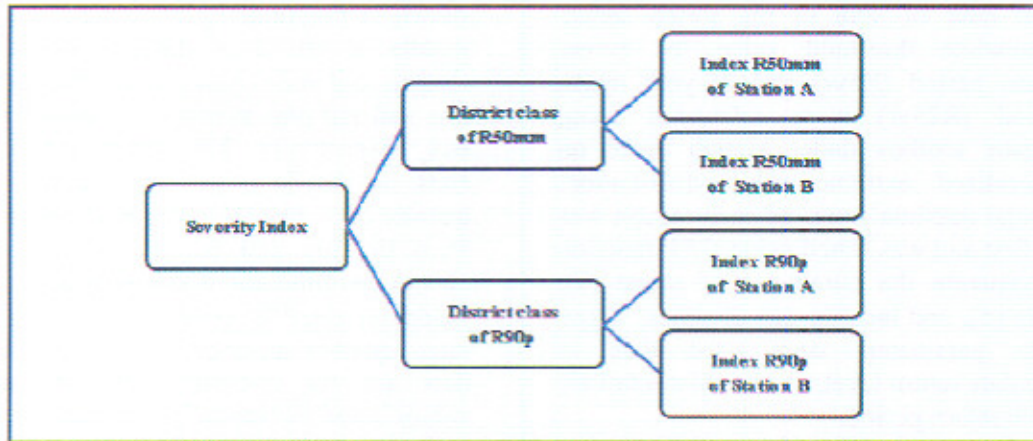 Severity Index
District class
of R50mm
Index R50mm
of Station A
Index R50mm
of Station B
District class
of R90p
Index R90p
of Station A
Index R90p
of Station B